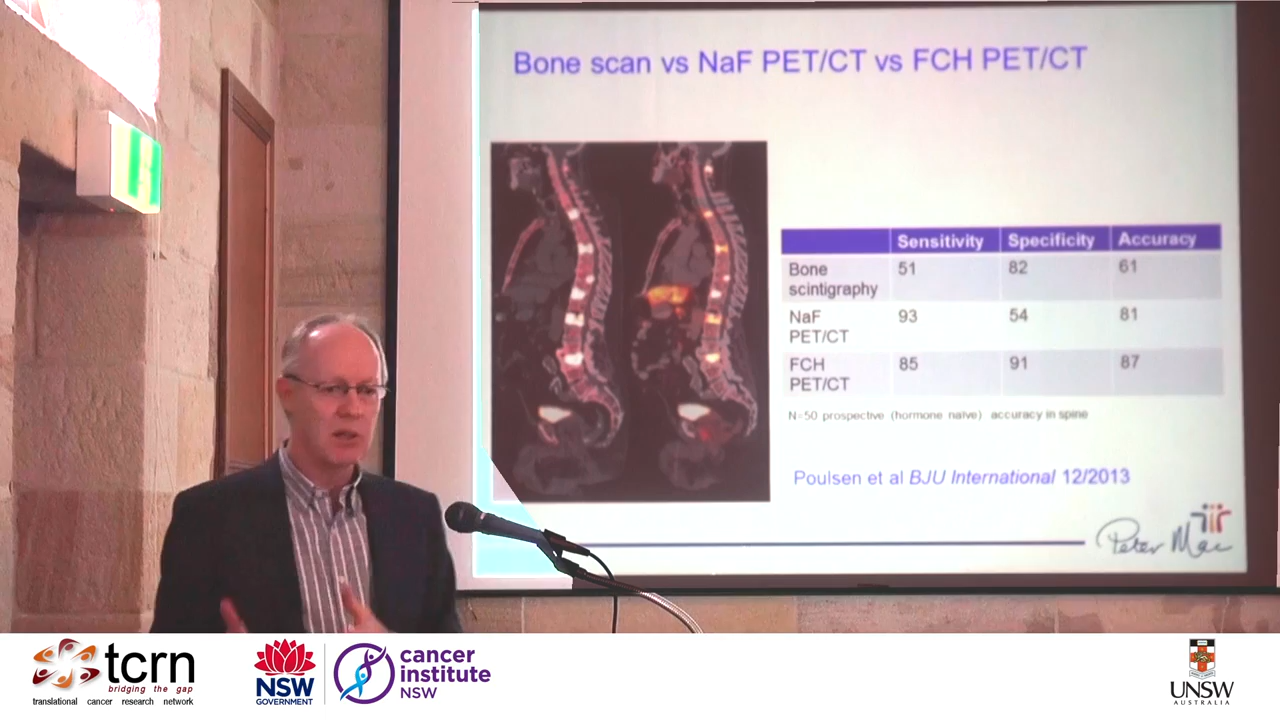 Bone scan vs NaF PET/CT vs FCH PET/CT
Sensitivity Specificity Accuracy
Bone scintigraphy 51 82 61
NaF PET/CT 93 54 81
FCH PET/CT 85 91 87
N=50 prospective (hormone naive) accuracy in spine
Poulsen et al BJU International 12/2013
Peter Mac
tcrn
bridging the gap
translational cancer research network
NSW
GOVERNMENT
cancer
institute
NSW
UNSW
AUSTRALIA